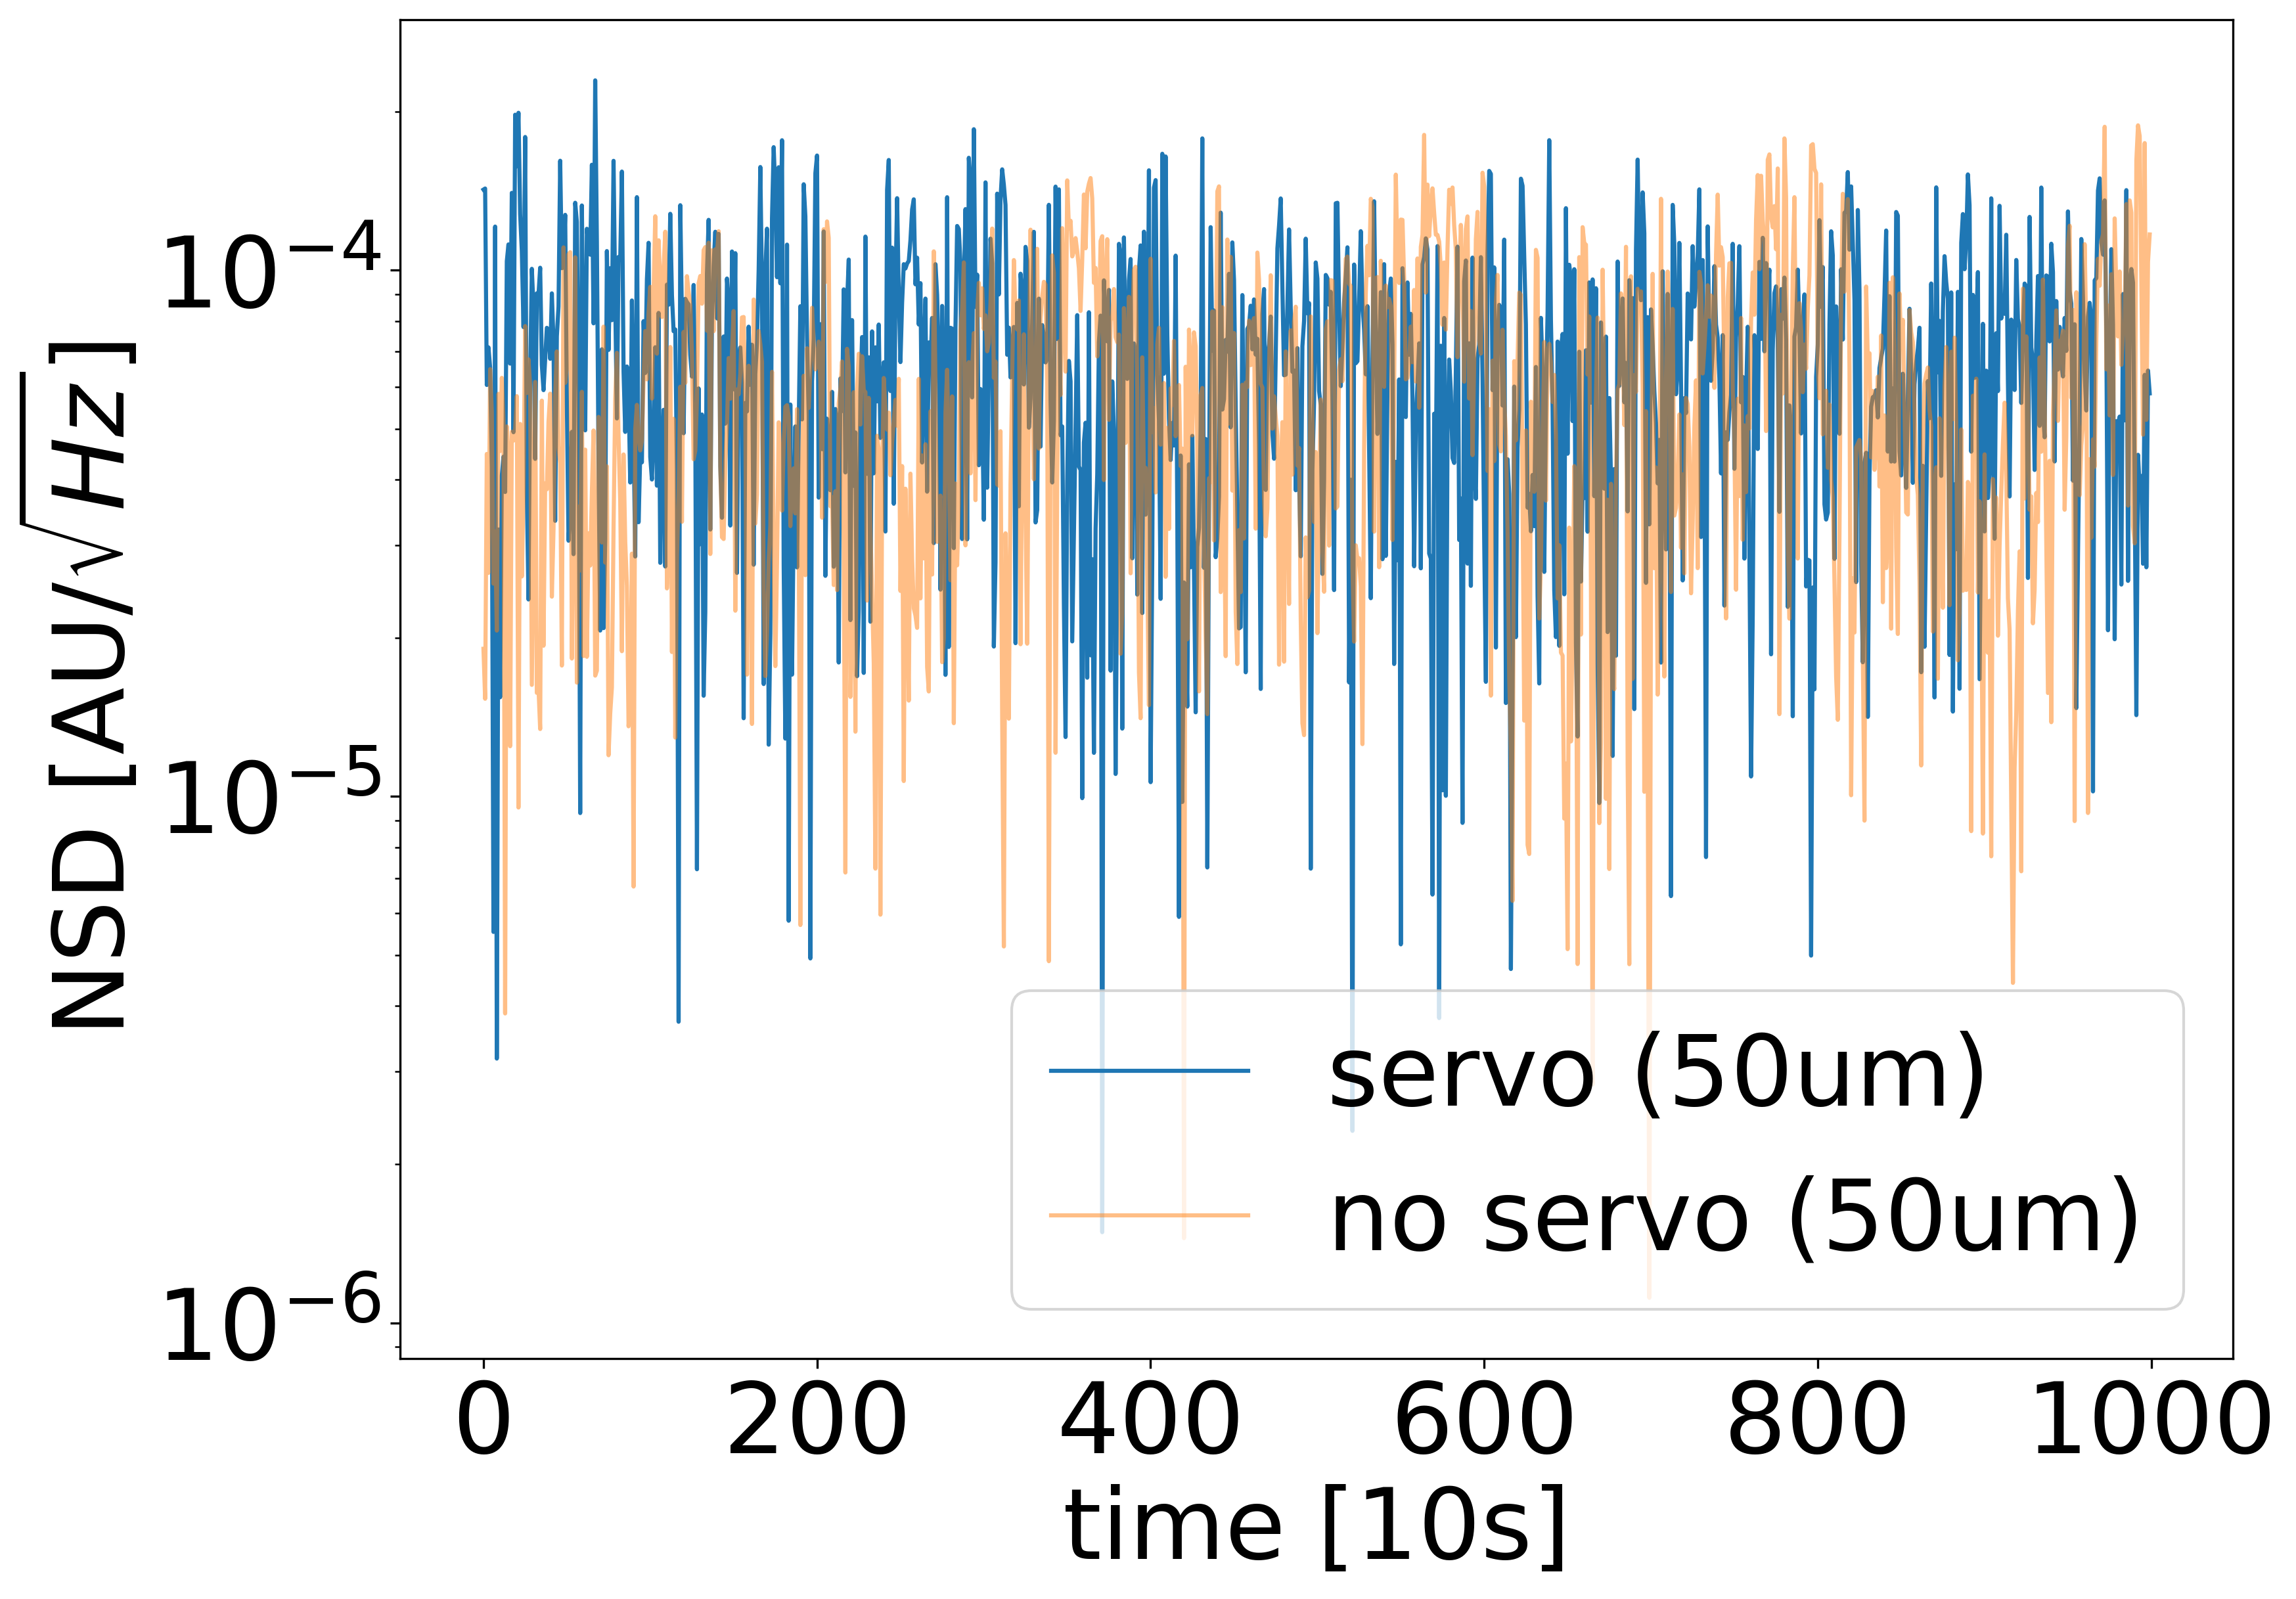 NSD [AU/√Hz]
10⁻⁴
10⁻⁵
10⁻⁶
servo (50um)
no servo (50um)
0 200 400 600 800 1000
time [10s]